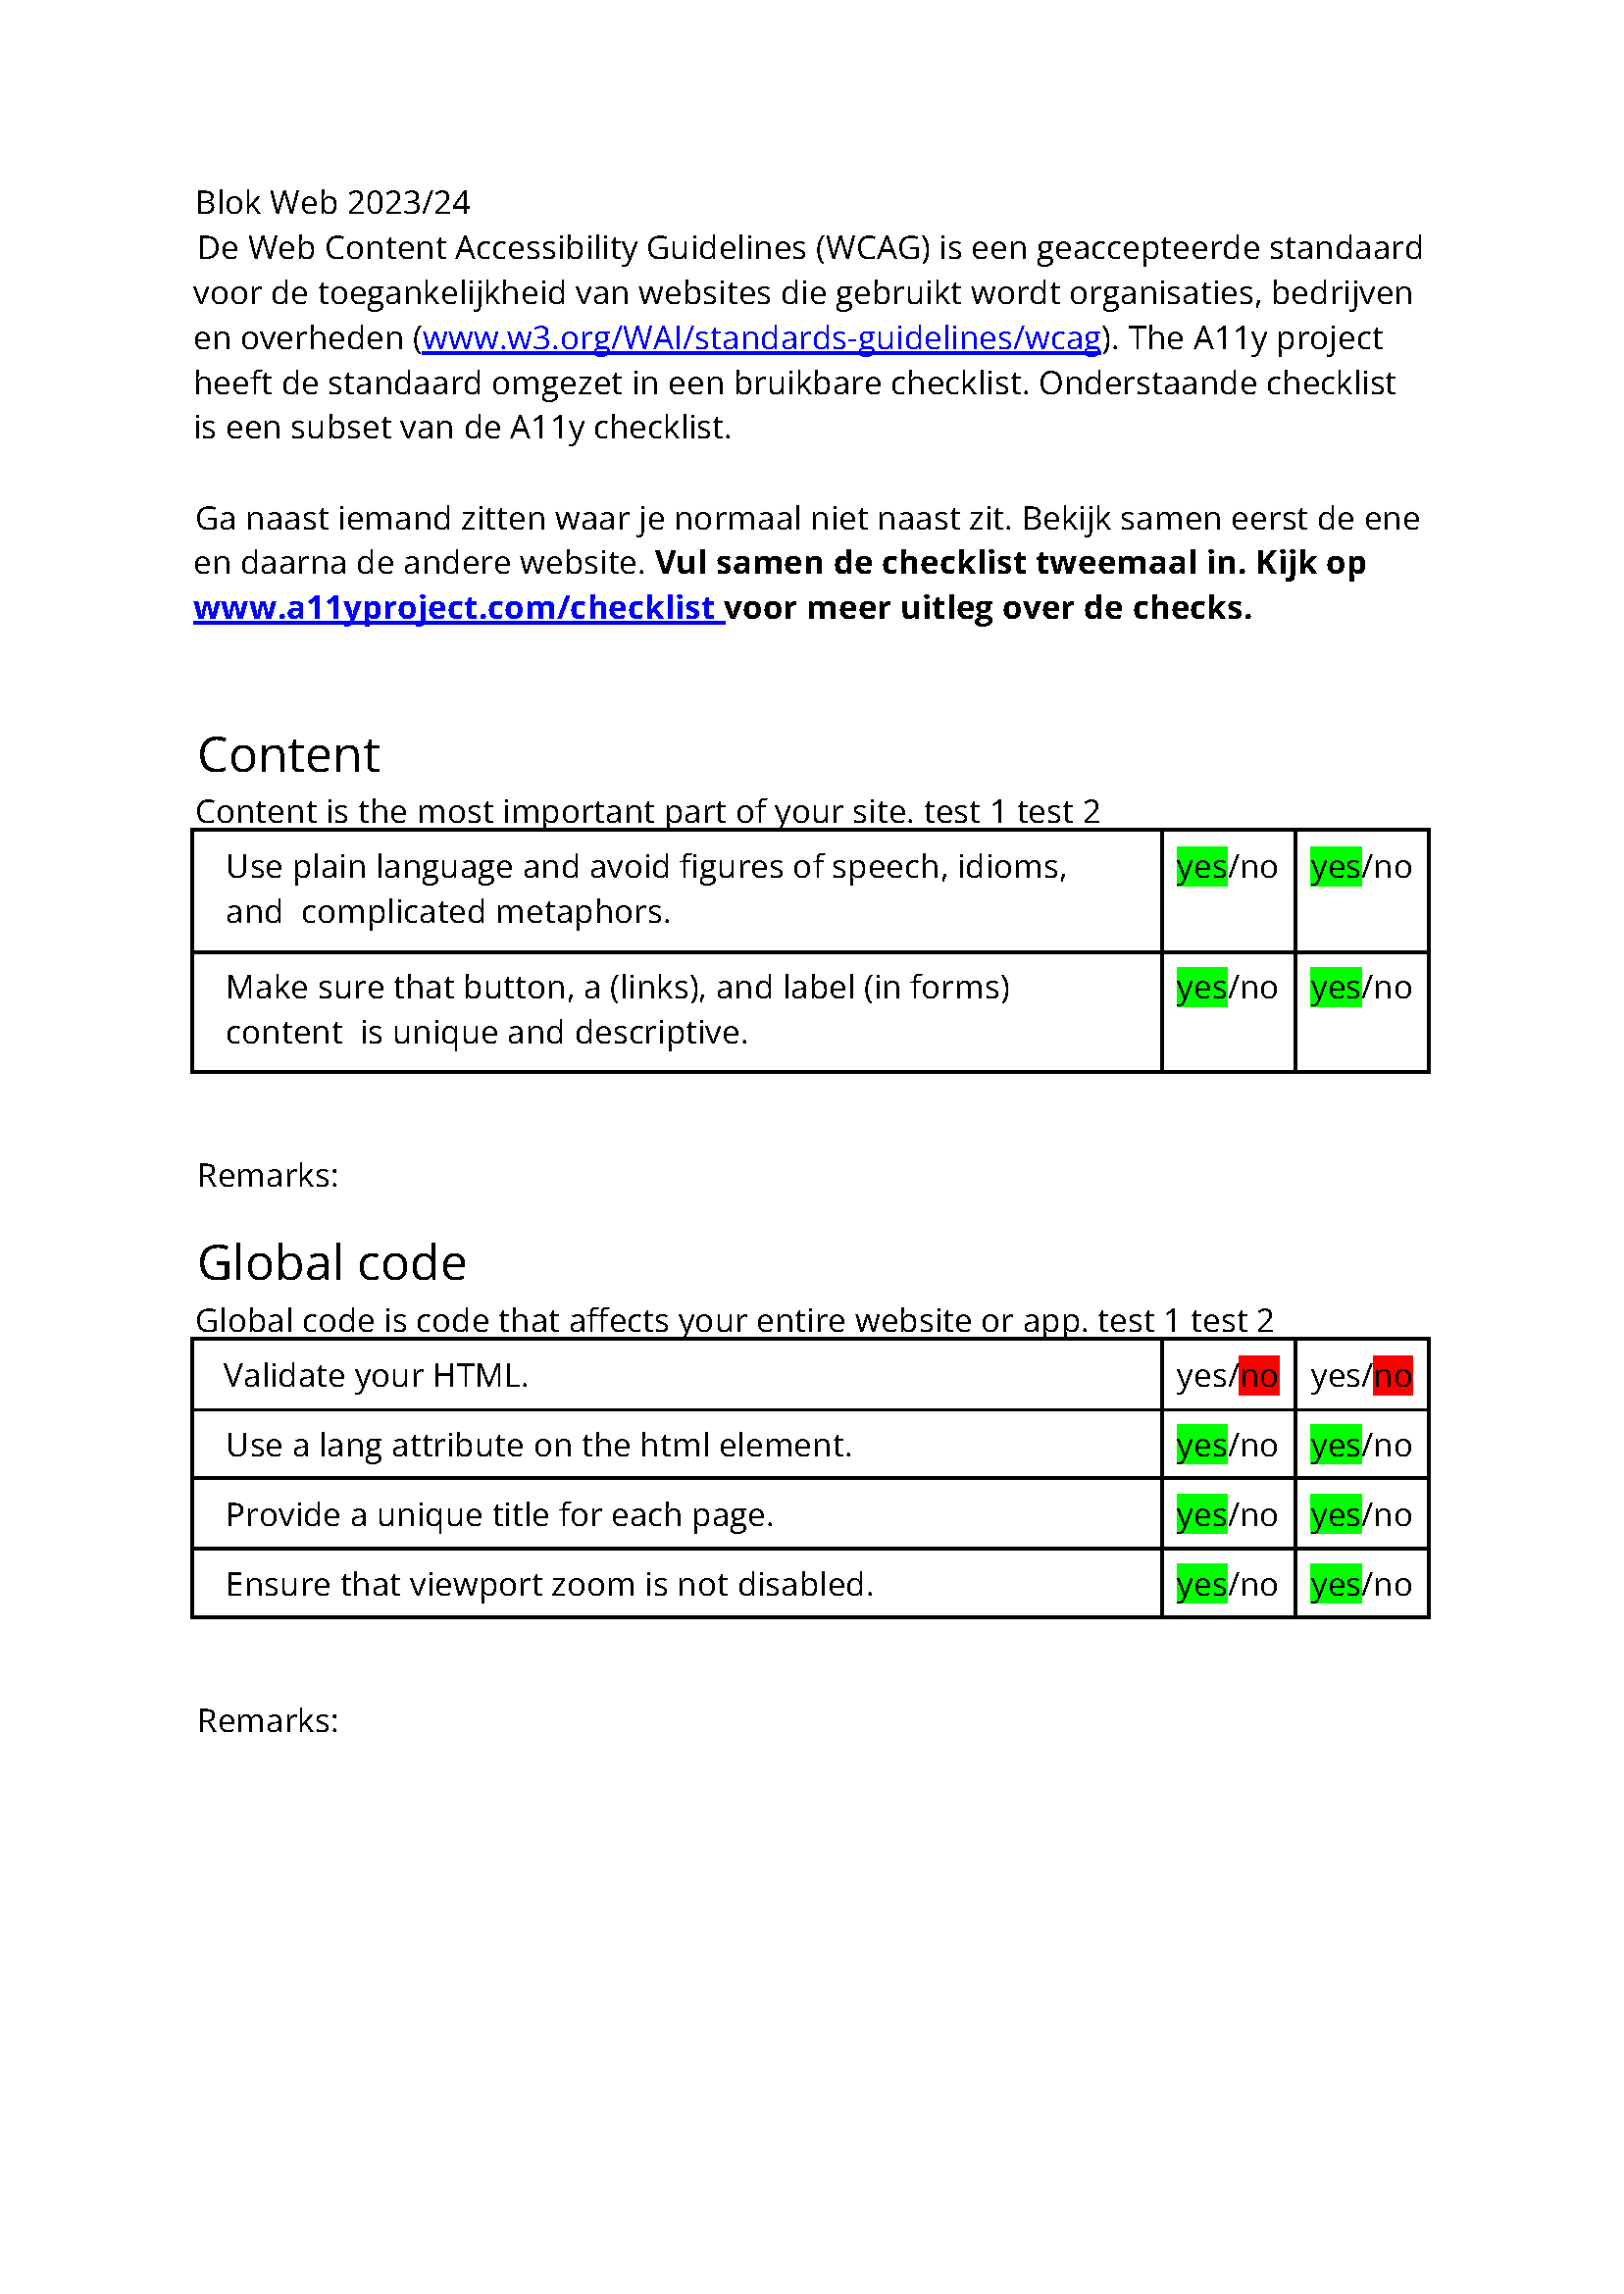 Blok Web 2023/24
De Web Content Accessibility Guidelines (WCAG) is een geaccepteerde standaard
voor de toegankelijkheid van websites die gebruikt wordt organisaties, bedrijven
en overheden (www.w3.org/WAI/standards-guidelines/wcag). The A11y project
heeft de standaard omgezet in een bruikbare checklist. Onderstaande checklist
is een subset van de A11y checklist.
Ga naast iemand zitten waar je normaal niet naast zit. Bekijk samen eerst de ene
en daarna de andere website. Vul samen de checklist tweemaal in. Kijk op
www.a11yproject.com/checklist voor meer uitleg over de checks.
Content
Content is the most important part of your site. test 1 test 2
Use plain language and avoid figures of speech, idioms, yes/no yes/no
and complicated metaphors.
Make sure that button, a (links), and label (in forms) yes/no yes/no
content is unique and descriptive.
Remarks:
Global code
Global code is code that affects your entire website or app. test 1 test 2
Validate your HTML. yes/no yes/no
Use a lang attribute on the html element. yes/no yes/no
Provide a unique title for each page. yes/no yes/no
Ensure that viewport zoom is not disabled. yes/no yes/no
Remarks: